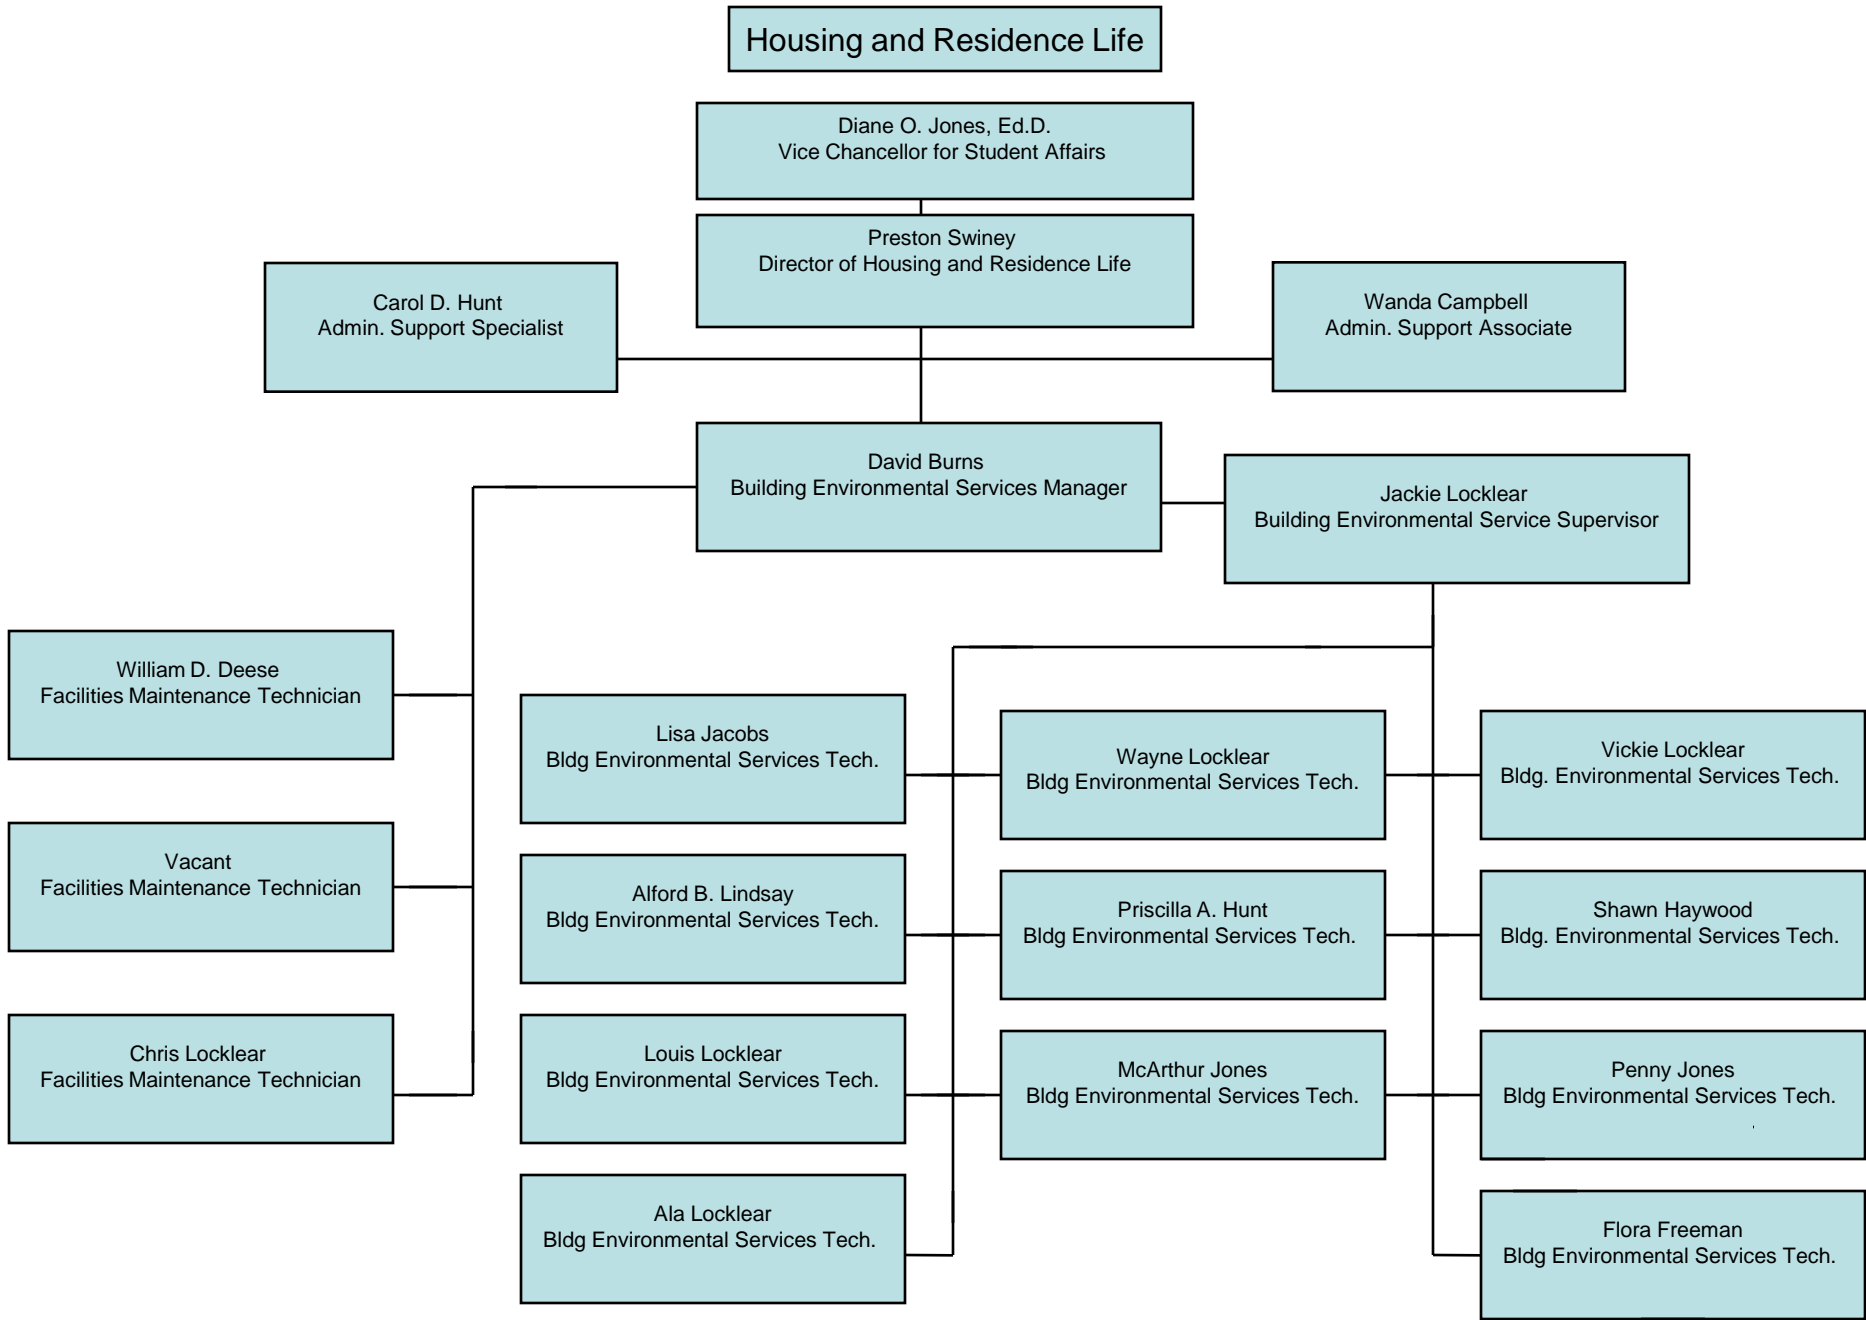 Housing and Residence Life
Diane O. Jones, Ed.D.
Vice Chancellor for Student Affairs
Preston Swiney
Director of Housing and Residence Life
Carol D. Hunt
Admin. Support Specialist
Wanda Campbell
Admin. Support Associate
David Burns
Building Environmental Services Manager
Jackie Locklear
Building Environmental Service Supervisor
William D. Deese
Facilities Maintenance Technician
Vacant
Facilities Maintenance Technician
Chris Locklear
Facilities Maintenance Technician
Lisa Jacobs
Bldg Environmental Services Tech.
Alford B. Lindsay
Bldg Environmental Services Tech.
Louis Locklear
Bldg Environmental Services Tech.
Ala Locklear
Bldg Environmental Services Tech.
Wayne Locklear
Bldg Environmental Services Tech.
Priscilla A. Hunt
Bldg Environmental Services Tech.
McArthur Jones
Bldg Environmental Services Tech.
Vickie Locklear
Bldg. Environmental Services Tech.
Shawn Haywood
Bldg. Environmental Services Tech.
Penny Jones
Bldg Environmental Services Tech.
Flora Freeman
Bldg Environmental Services Tech.